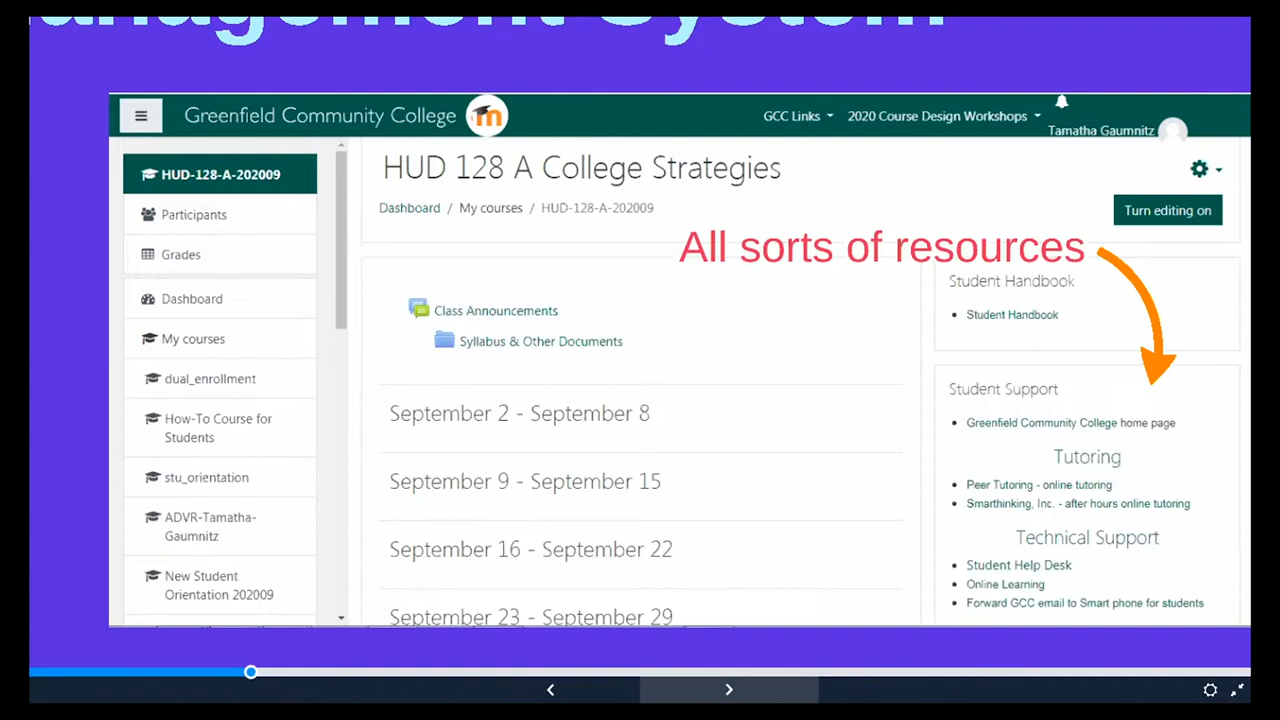 Management System
Greenfield Community College
GCC Links
2020 Course Design Workshops
Tamatha Gaumnitz
HUD-128-A-202009
Participants
Grades
Dashboard
My courses
dual_enrollment
How-To Course for
Students
stu_orientation
ADVR-Tamatha-
Gaumnitz
New Student
Orientation 202009
HUD 128 A College Strategies
Dashboard / My courses / HUD-128-A-202009
Turn editing on
All sorts of resources
Class Announcements
Syllabus & Other Documents
September 2 - September 8
September 9 - September 15
September 16 - September 22
September 23 - September 29
Student Handbook
Student Handbook
Student Support
Greenfield Community College home page
Tutoring
Peer Tutoring - online tutoring
Smarthinking, Inc. - after hours online tutoring
Technical Support
Student Help Desk
Online Learning
Forward GCC email to Smart phone for students